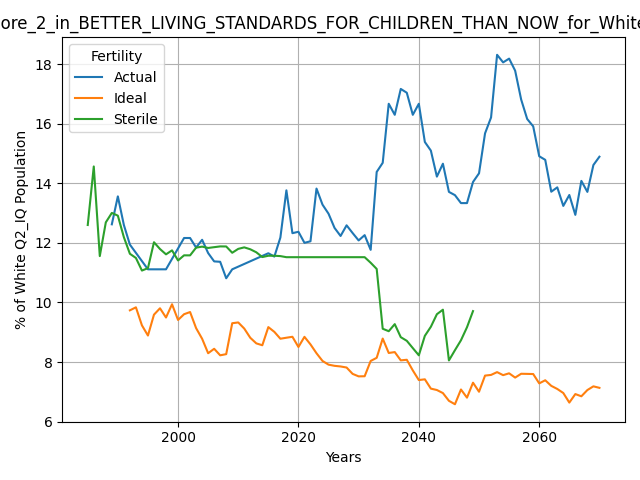 ore_2_in_BETTER_LIVING_STANDARDS_FOR_CHILDREN_THAN_NOW_for_White
Fertility
Actual
Ideal
Sterile
18
16
14
12
10
8
6
% of White Q2_IQ Population
2000
2020
2040
2060
Years